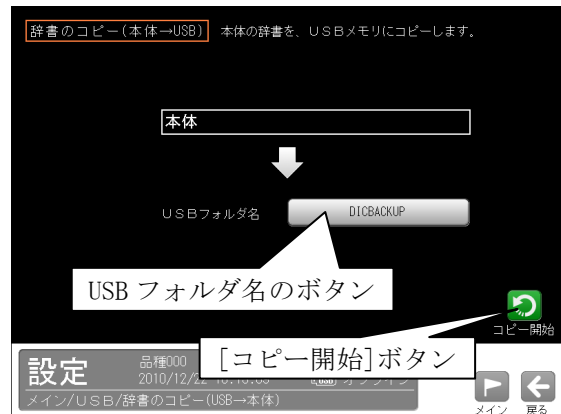 辞書のコピー(本体→USB) 本体の辞書を、USBメモリにコピーします。
本体
USBフォルダ名 DICBACKUP
USB フォルダ名のボタン
コピー開始
[コピー開始]ボタン
設定 品種000
2010/12/22
オンライン
メイン/USB/辞書のコピー(USB→本体)
メイン 戻る